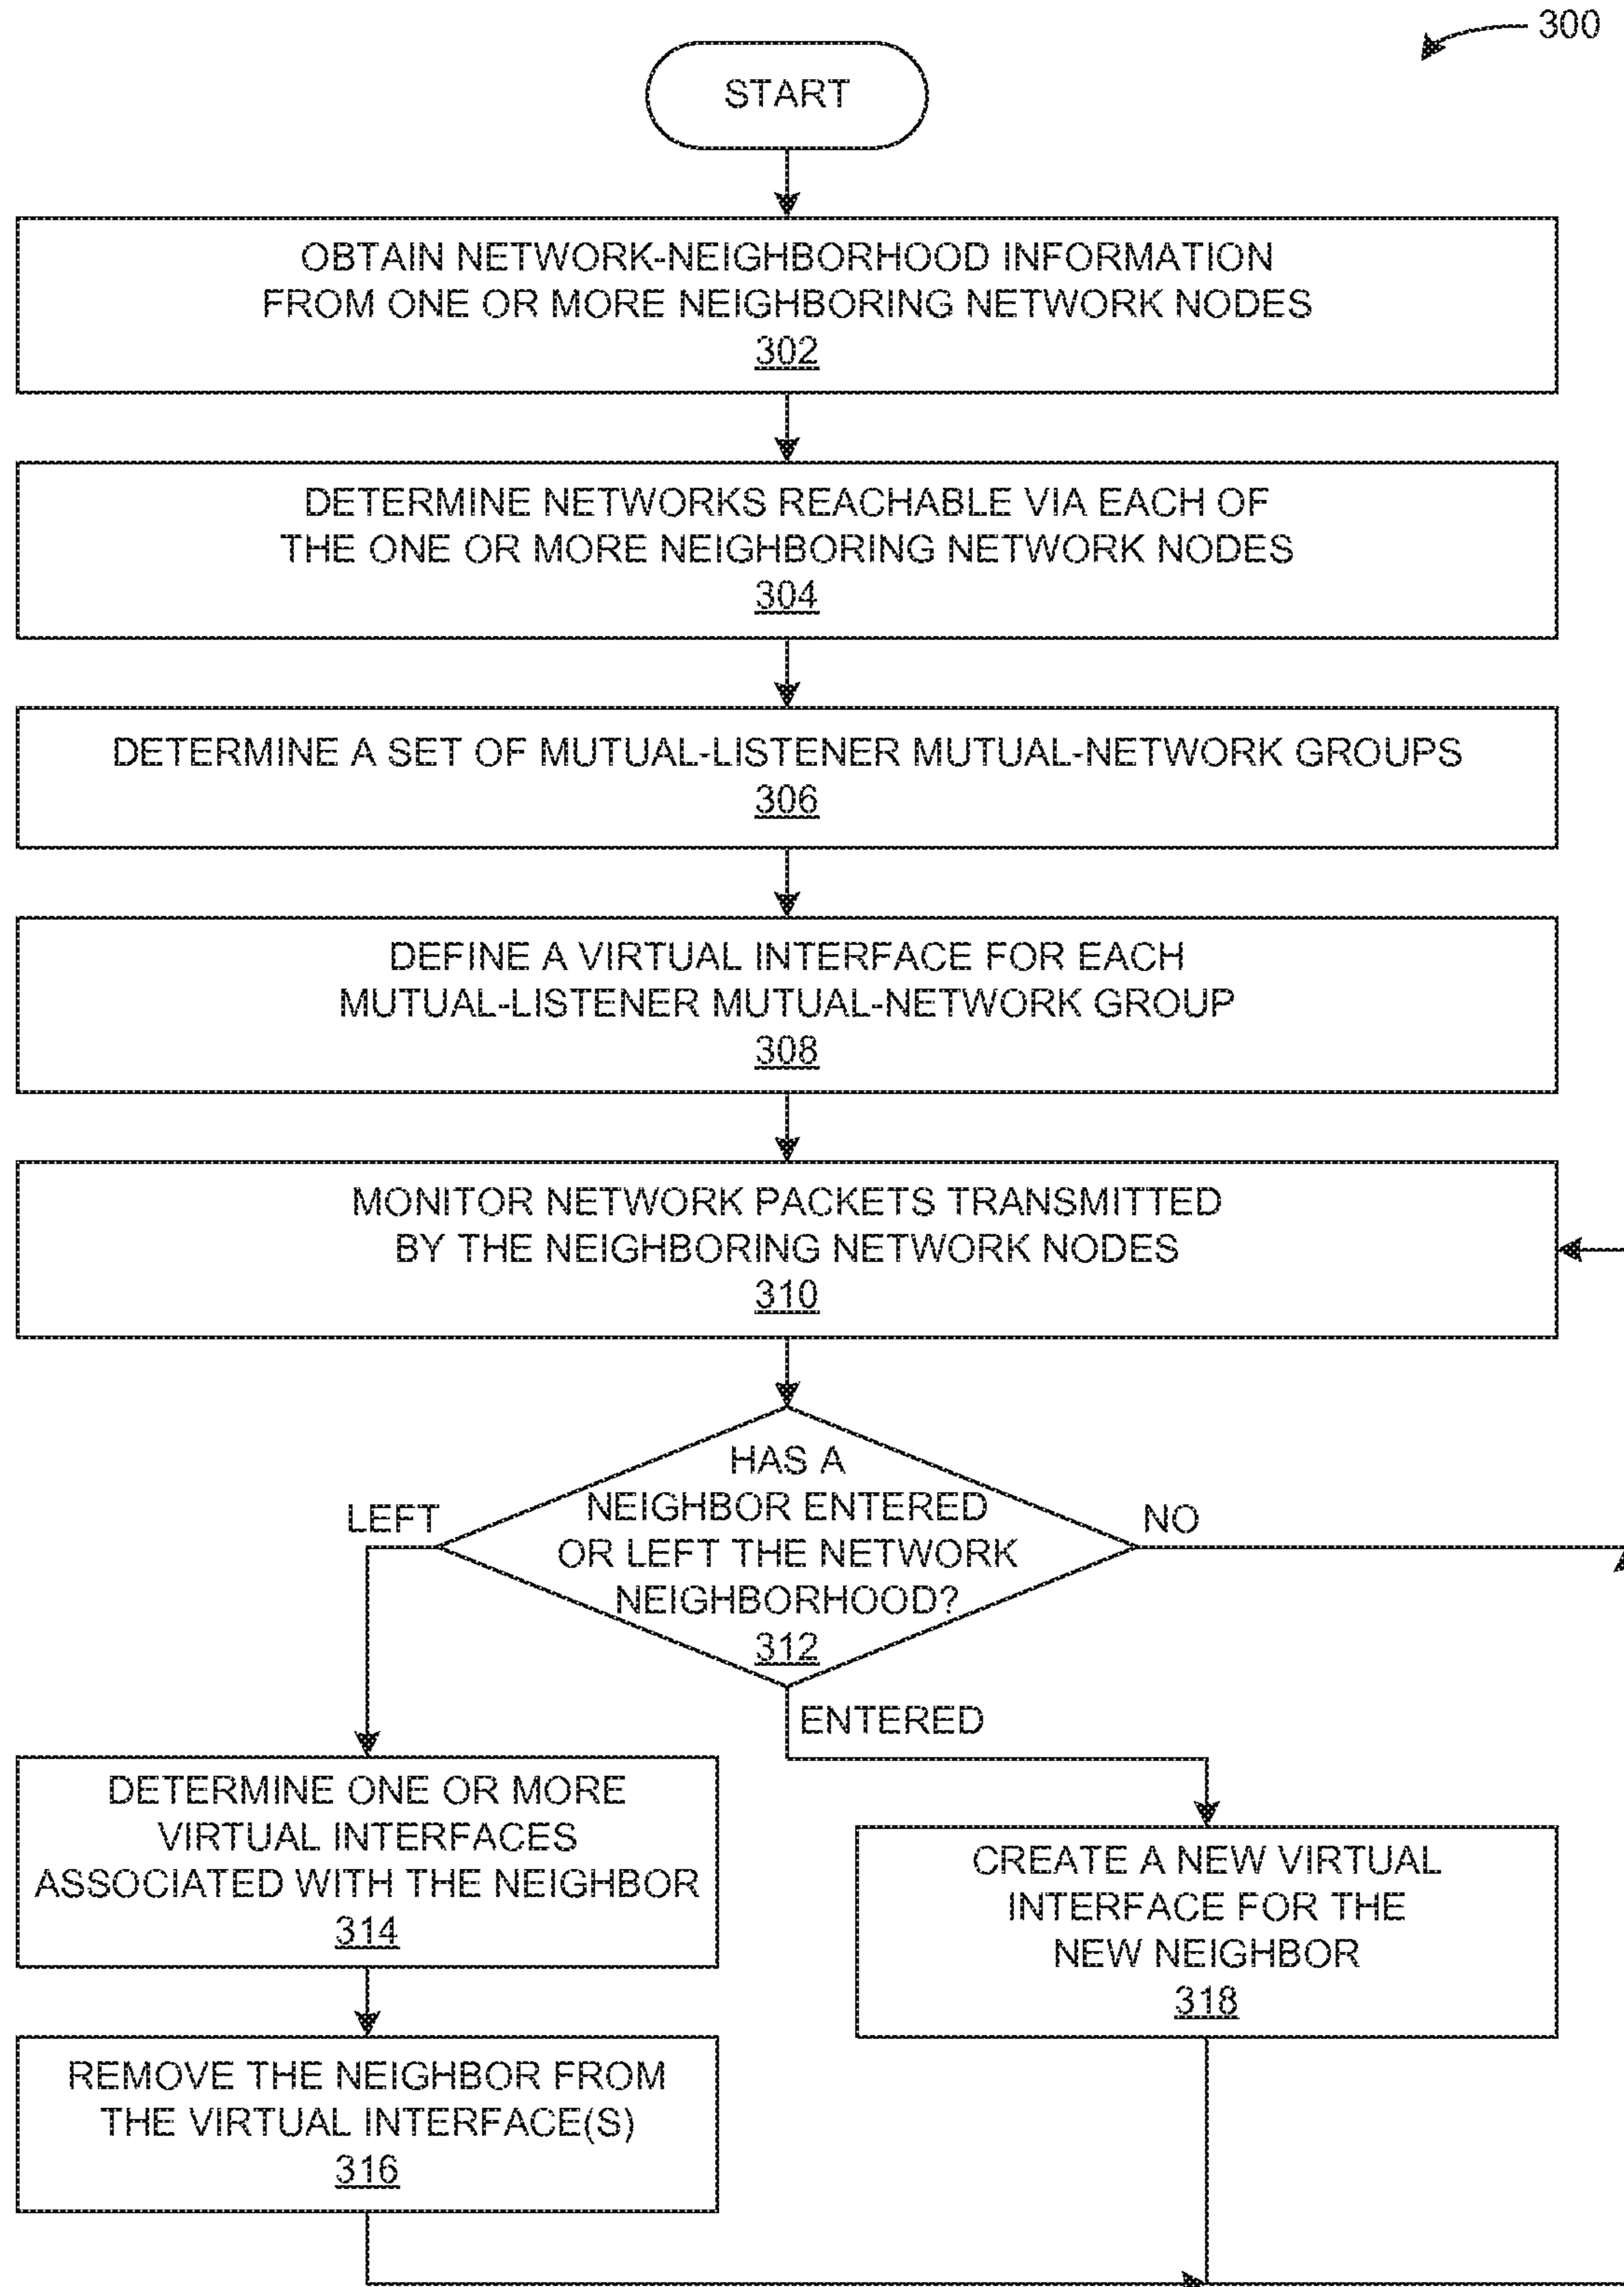 300
START
OBTAIN NETWORK-NEIGHBORHOOD INFORMATION
FROM ONE OR MORE NEIGHBORING NETWORK NODES
302
DETERMINE NETWORKS REACHABLE VIA EACH OF
THE ONE OR MORE NEIGHBORING NETWORK NODES
304
DETERMINE A SET OF MUTUAL-LISTENER MUTUAL-NETWORK GROUPS
306
DEFINE A VIRTUAL INTERFACE FOR EACH
MUTUAL-LISTENER MUTUAL-NETWORK GROUP
308
MONITOR NETWORK PACKETS TRANSMITTED
BY THE NEIGHBORING NETWORK NODES
310
HAS A
NEIGHBOR ENTERED
OR LEFT THE NETWORK
NEIGHBORHOOD?
312
LEFT
NO
ENTERED
DETERMINE ONE OR MORE
VIRTUAL INTERFACES
ASSOCIATED WITH THE NEIGHBOR
314
REMOVE THE NEIGHBOR FROM
THE VIRTUAL INTERFACE(S)
316
CREATE A NEW VIRTUAL
INTERFACE FOR THE
NEW NEIGHBOR
318